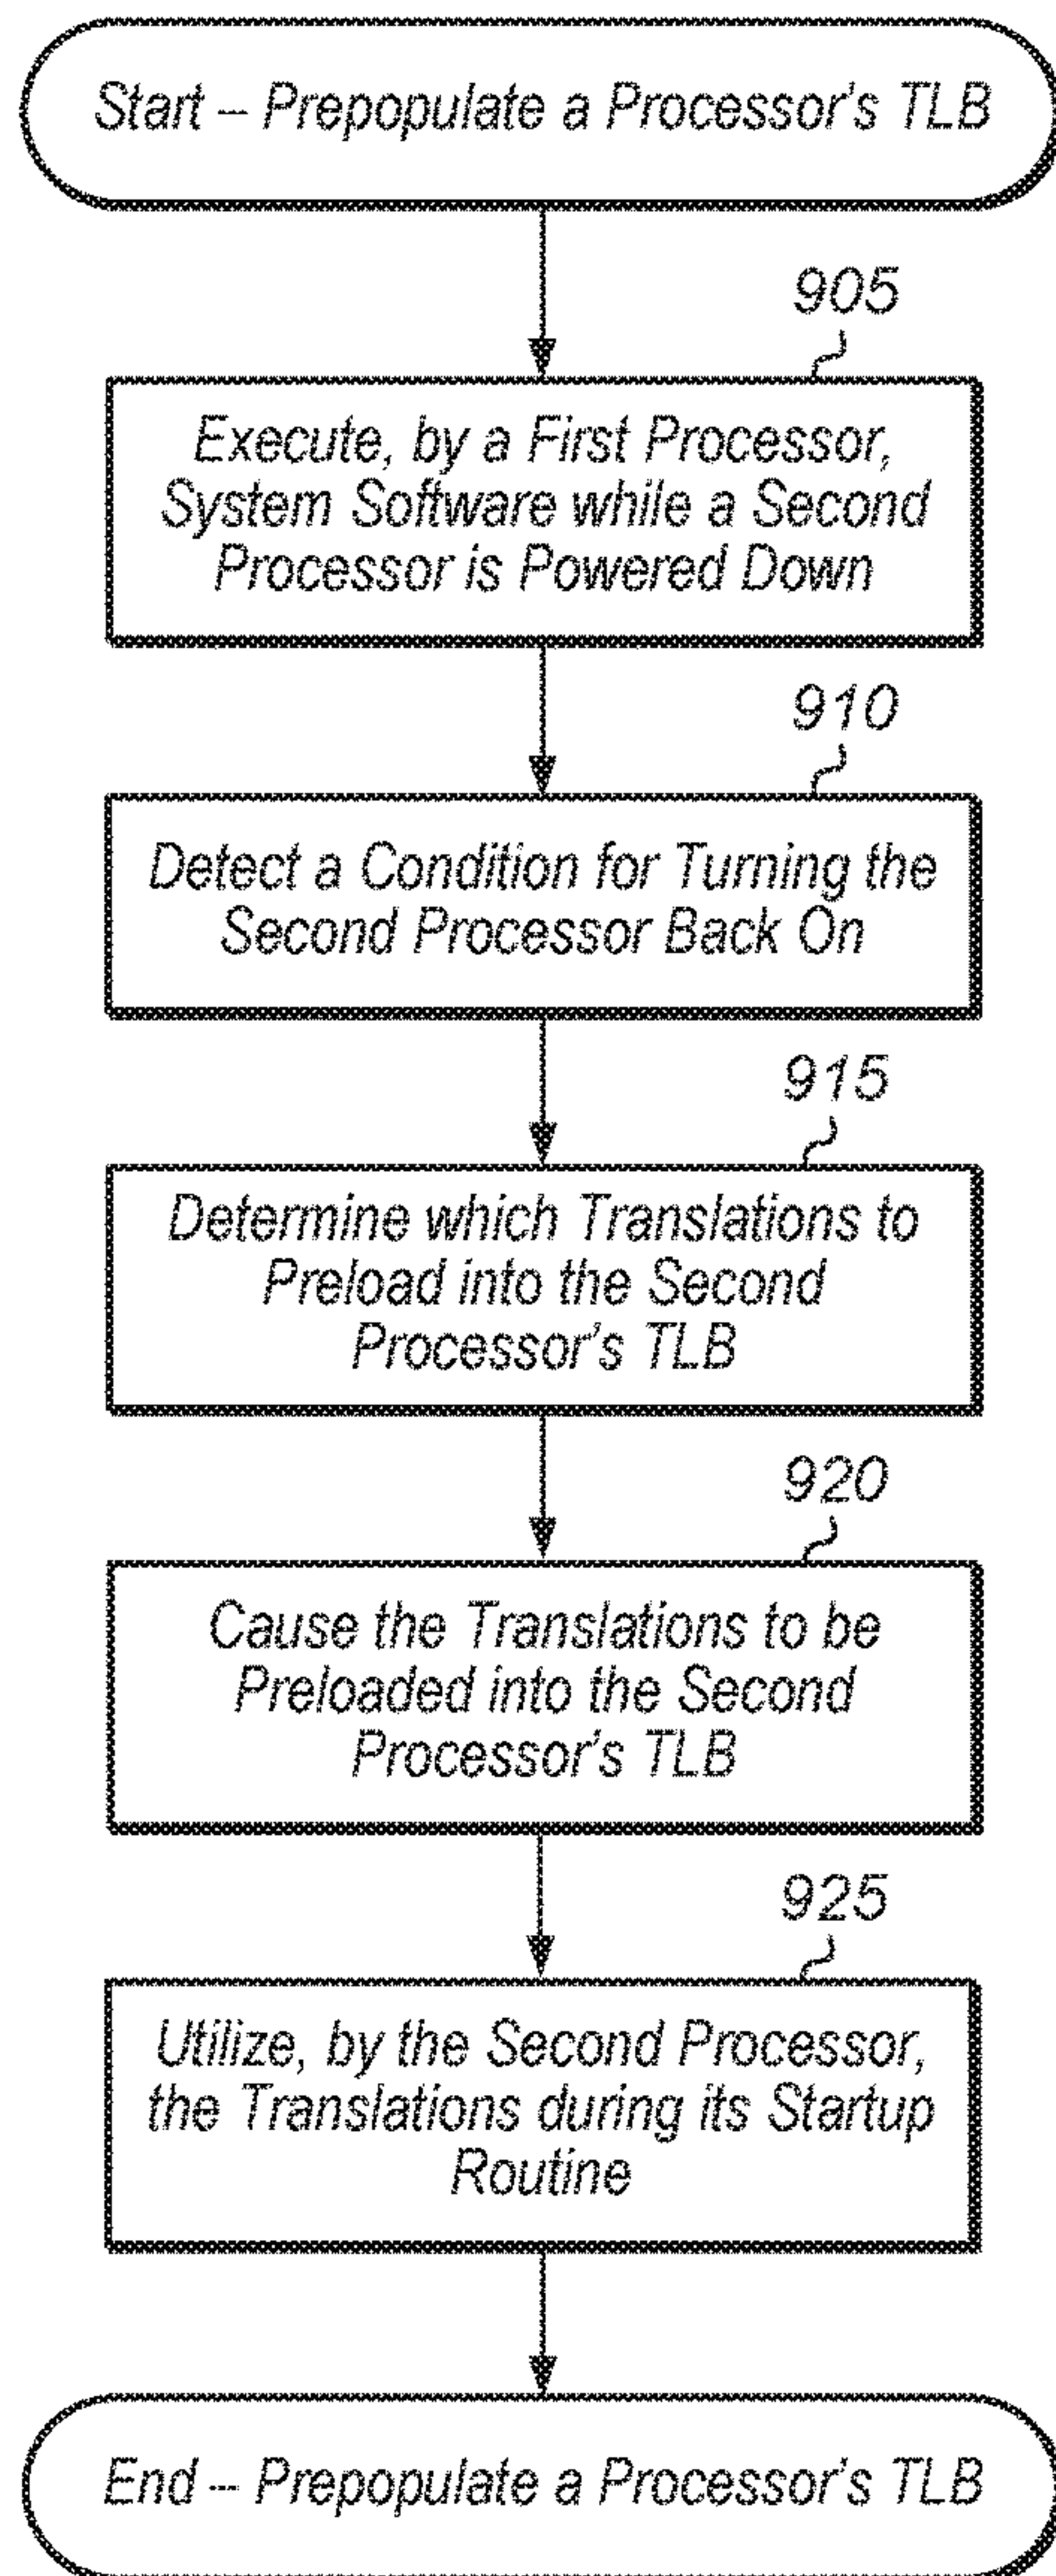 Start – Prepopulate a Processor's TLB
905
Execute, by a First Processor,
System Software while a Second
Processor is Powered Down
910
Detect a Condition for Turning the
Second Processor Back On
915
Determine which Translations to
Preload into the Second
Processor's TLB
920
Cause the Translations to be
Preloaded into the Second
Processor's TLB
925
Utilize, by the Second Processor,
the Translations during its Startup
Routine
End -- Prepopulate a Processor's TLB